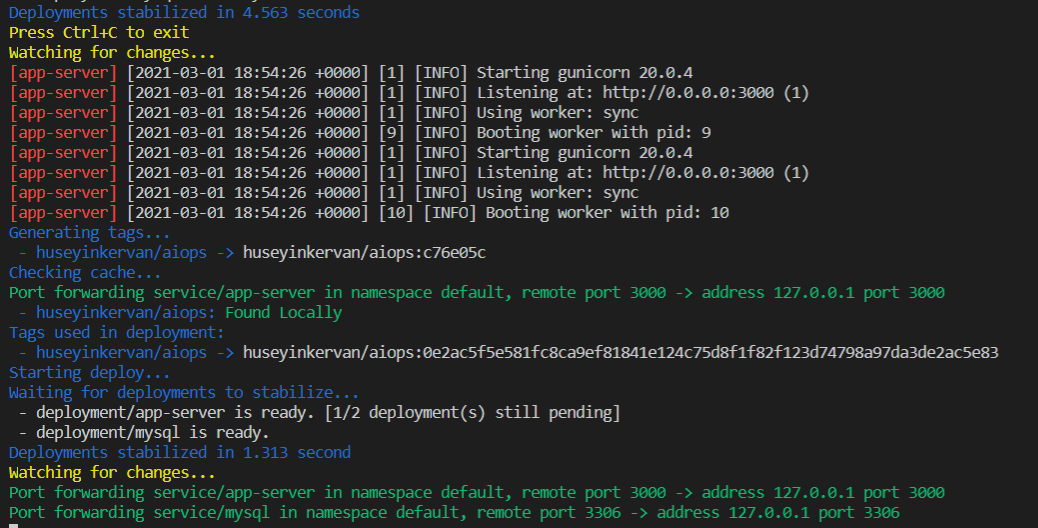 Deployments stabilized in 4.563 seconds
Press Ctrl+C to exit
Watching for changes...
[app-server] [2021-03-01 18:54:26 +0000] [1] [INFO] Starting gunicorn 20.0.4
[app-server] [2021-03-01 18:54:26 +0000] [1] [INFO] Listening at: http://0.0.0.0:3000 (1)
[app-server] [2021-03-01 18:54:26 +0000] [1] [INFO] Using worker: sync
[app-server] [2021-03-01 18:54:26 +0000] [9] [INFO] Booting worker with pid: 9
[app-server] [2021-03-01 18:54:26 +0000] [1] [INFO] Starting gunicorn 20.0.4
[app-server] [2021-03-01 18:54:26 +0000] [1] [INFO] Listening at: http://0.0.0.0:3000 (1)
[app-server] [2021-03-01 18:54:26 +0000] [1] [INFO] Using worker: sync
[app-server] [2021-03-01 18:54:26 +0000] [10] [INFO] Booting worker with pid: 10
Generating tags...
 - huseyinkervan/aiops -> huseyinkervan/aiops:c76e05c
Checking cache...
Port forwarding service/app-server in namespace default, remote port 3000 -> address 127.0.0.1 port 3000
 - huseyinkervan/aiops: Found Locally
Tags used in deployment:
 - huseyinkervan/aiops -> huseyinkervan/aiops:0e2ac5f5e581fc8ca9ef81841e124c75d8f1f82f123d74798a97da3de2ac5e83
Starting deploy...
Waiting for deployments to stabilize...
 - deployment/app-server is ready. [1/2 deployment(s) still pending]
 - deployment/mysql is ready.
Deployments stabilized in 1.313 second
Watching for changes...
Port forwarding service/app-server in namespace default, remote port 3000 -> address 127.0.0.1 port 3000
Port forwarding service/mysql in namespace default, remote port 3306 -> address 127.0.0.1 port 3306